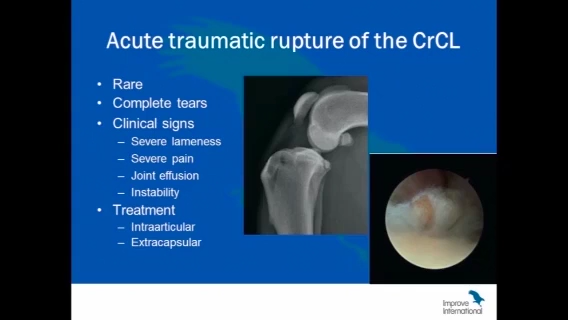 Acute traumatic rupture of the CrCL
• Rare
• Complete tears
• Clinical signs
– Severe lameness
– Severe pain
– Joint effusion
– Instability
• Treatment
– Intraarticular
– Extracapsular
Improve
International